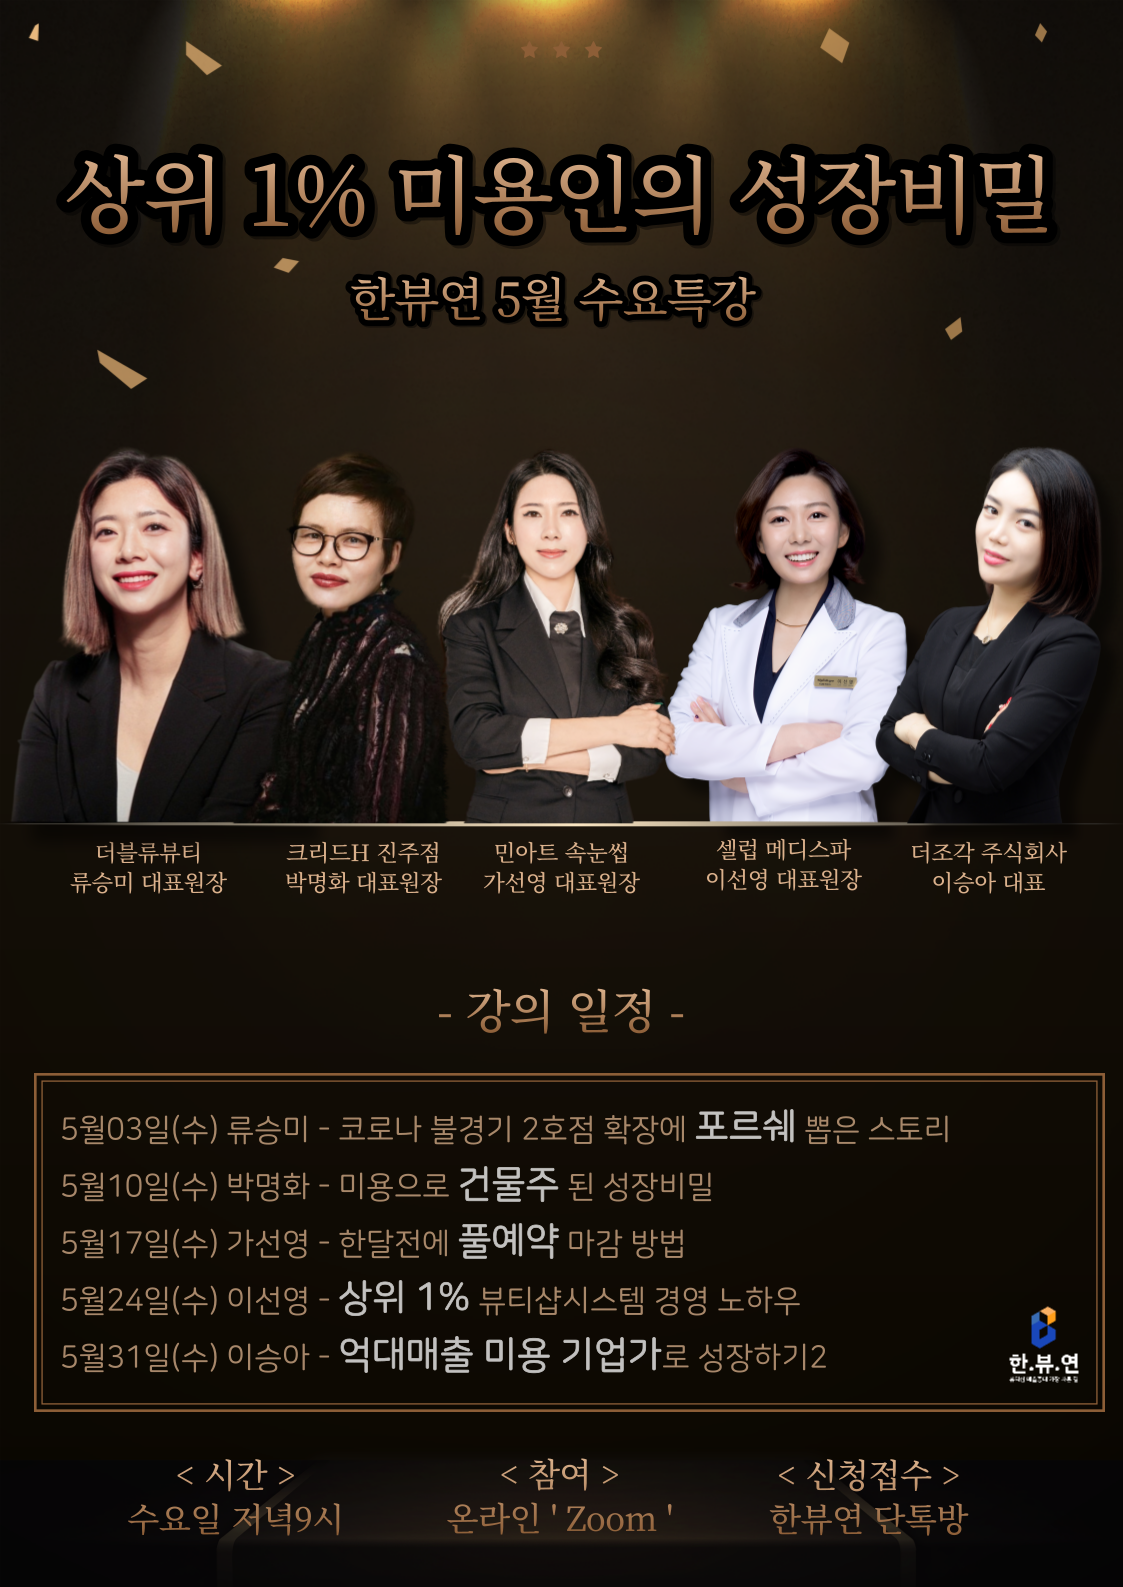 상위 1% 미용인의 성장비밀
한뷰연 5월 수요특강
더블류뷰티
류승미 대표원장
크리드H 진주점
박명화 대표원장
민아트 속눈썹
가선영 대표원장
셀럽 메디스파
이선영 대표원장
더조각 주식회사
이승아 대표
- 강의 일정 -
5월03일(수) 류승미 - 코로나 불경기 2호점 확장에 포르쉐 뽑은 스토리
5월10일(수) 박명화 - 미용으로 건물주 된 성장비밀
5월17일(수) 가선영 - 한달전에 풀예약 마감 방법
5월24일(수) 이선영 - 상위 1% 뷰티샵시스템 경영 노하우
5월31일(수) 이승아 - 억대매출 미용 기업가로 성장하기2
한.뷰.연
< 시간 >
수요일 저녁9시
< 참여 >
온라인 ' Zoom '
< 신청접수 >
한뷰연 단톡방